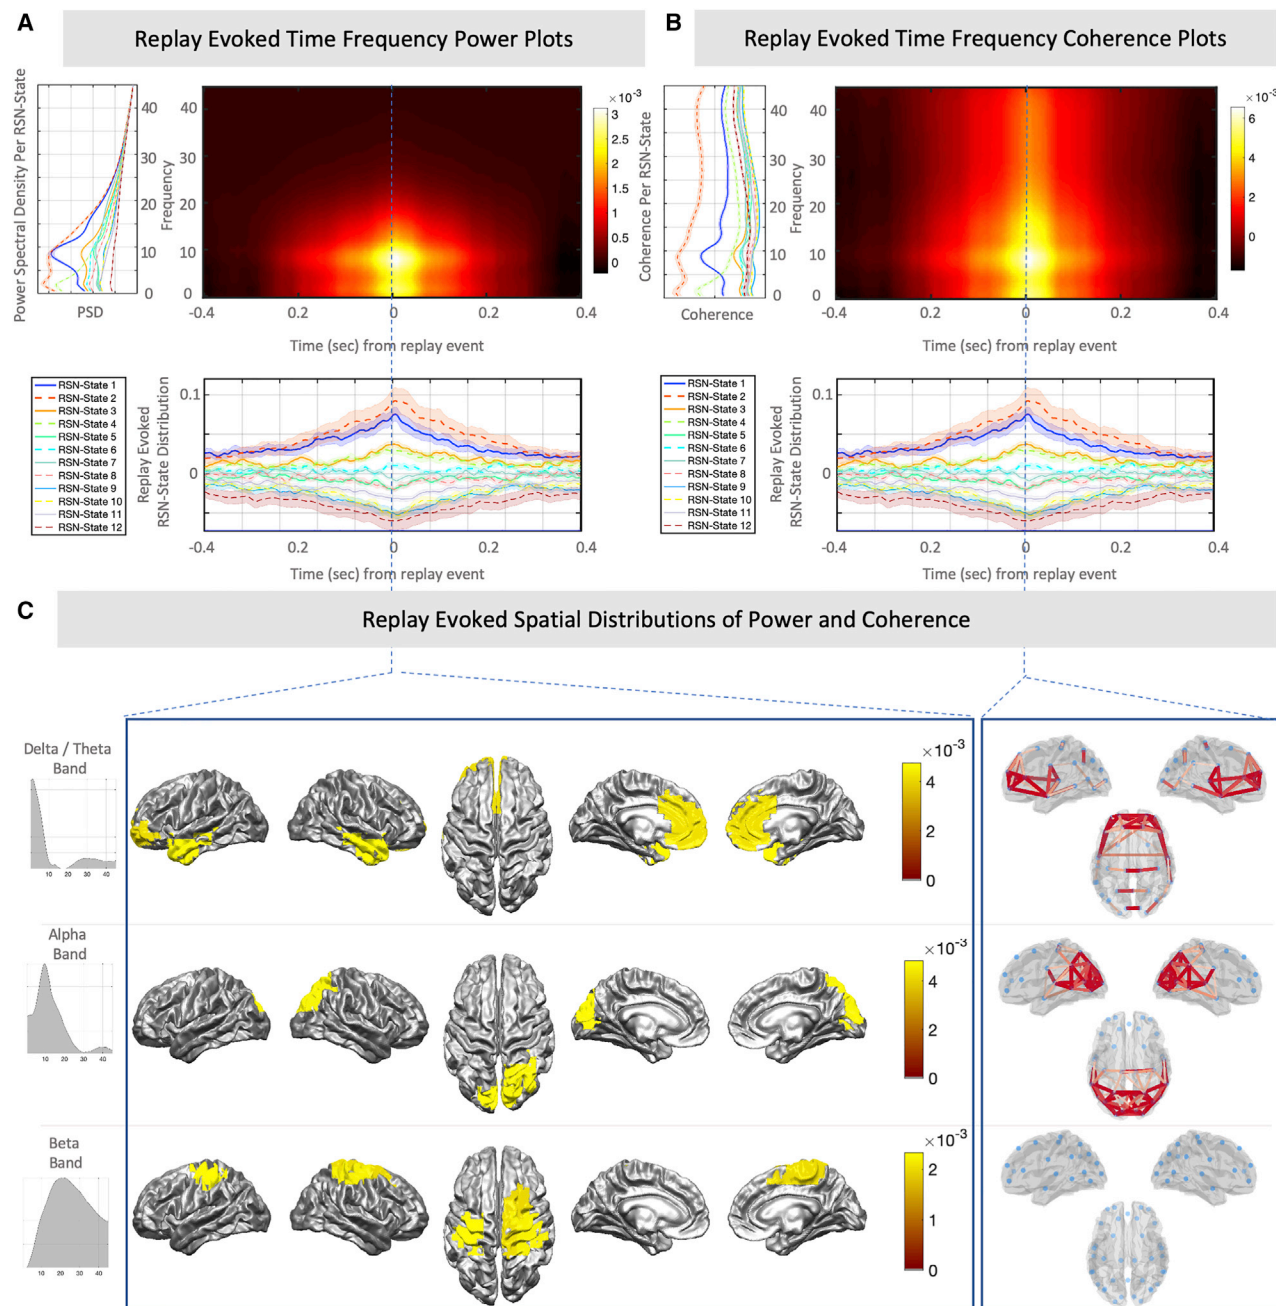 A
Replay Evoked Time Frequency Power Plots
Power Spectral Density Per RSN-State
PSD
40
30
20
10
0
Frequency
-0.4
-0.2
0
0.2
0.4
Time (sec) from replay event
×10⁻³
3
2.5
2
1.5
1
0.5
0
RSN-State 1
RSN-State 2
RSN-State 3
RSN-State 4
RSN-State 5
RSN-State 6
RSN-State 7
RSN-State 8
RSN-State 9
RSN-State 10
RSN-State 11
RSN-State 12
Replay Evoked
RSN-State Distribution
0.1
0
-0.4
-0.2
0
0.2
0.4
Time (sec) from replay event
B
Replay Evoked Time Frequency Coherence Plots
Coherence Per RSN-State
Coherence
40
30
20
10
0
Frequency
-0.4
-0.2
0
0.2
0.4
Time (sec) from replay event
×10⁻³
6
4
2
0
RSN-State 1
RSN-State 2
RSN-State 3
RSN-State 4
RSN-State 5
RSN-State 6
RSN-State 7
RSN-State 8
RSN-State 9
RSN-State 10
RSN-State 11
RSN-State 12
Replay Evoked
RSN-State Distribution
0.1
0
-0.4
-0.2
0
0.2
0.4
Time (sec) from replay event
C
Replay Evoked Spatial Distributions of Power and Coherence
Delta / Theta
Band
10 20 30 40
×10⁻³
4
2
0
Alpha
Band
10 20 30 40
×10⁻³
4
2
0
Beta
Band
10 20 30 40
×10⁻³
2
1
0